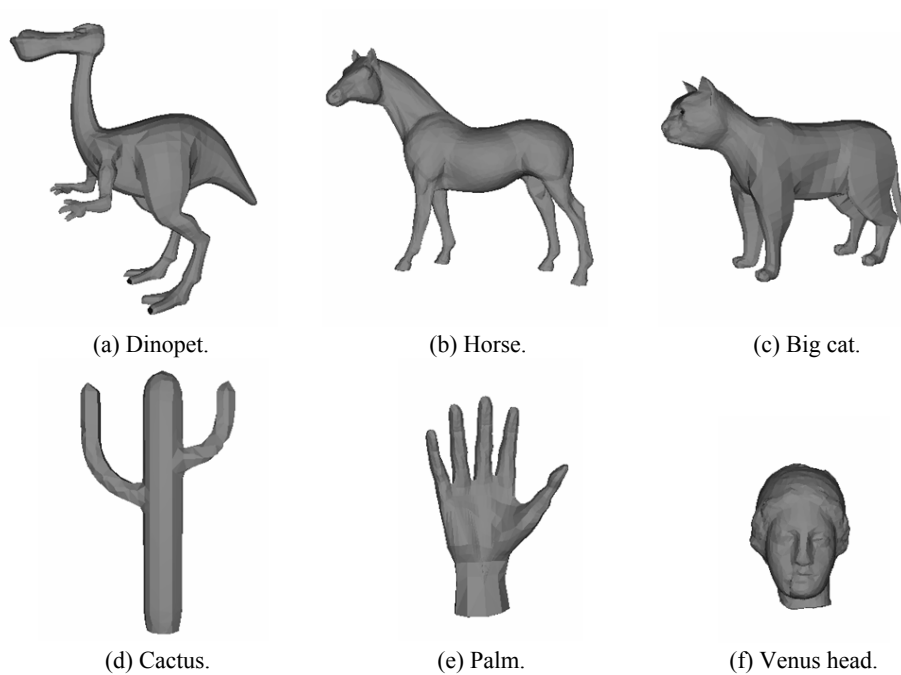 (a) Dinopet.
(b) Horse.
(c) Big cat.
(d) Cactus.
(e) Palm.
(f) Venus head.